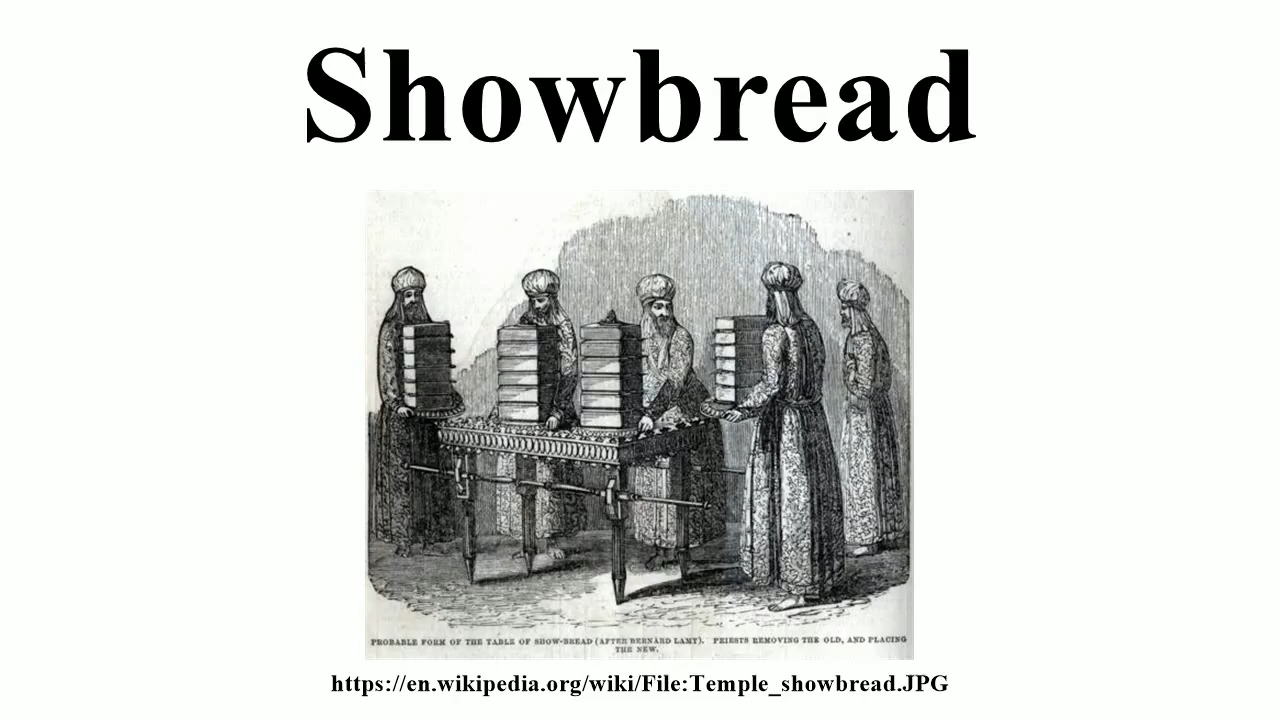 Showbread
PROBABLE FORM OF THE TABLE OF SHOW-BREAD (AFTER BERNARD LAMY). PRIESTS REMOVING THE OLD, AND PLACING
THE NEW.
https://en.wikipedia.org/wiki/File:Temple_showbread.JPG